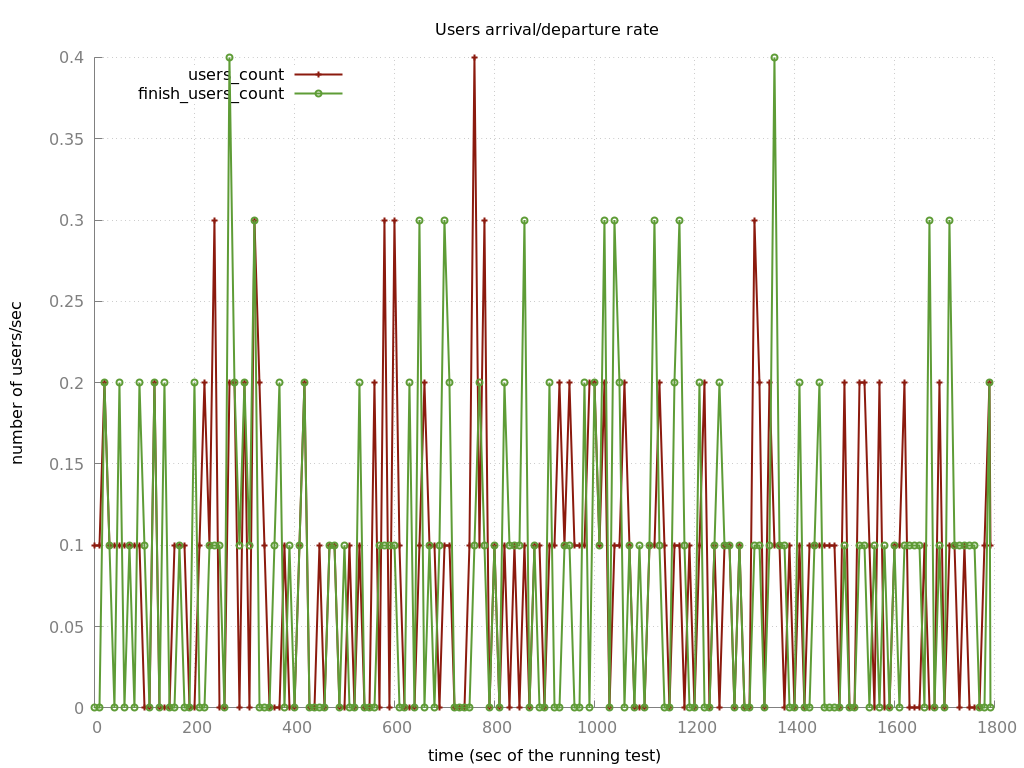 Users arrival/departure rate
users_count
finish_users_count
number of users/sec
0.4
0.35
0.3
0.25
0.2
0.15
0.1
0.05
0
0 200 400 600 800 1000 1200 1400 1600 1800
time (sec of the running test)